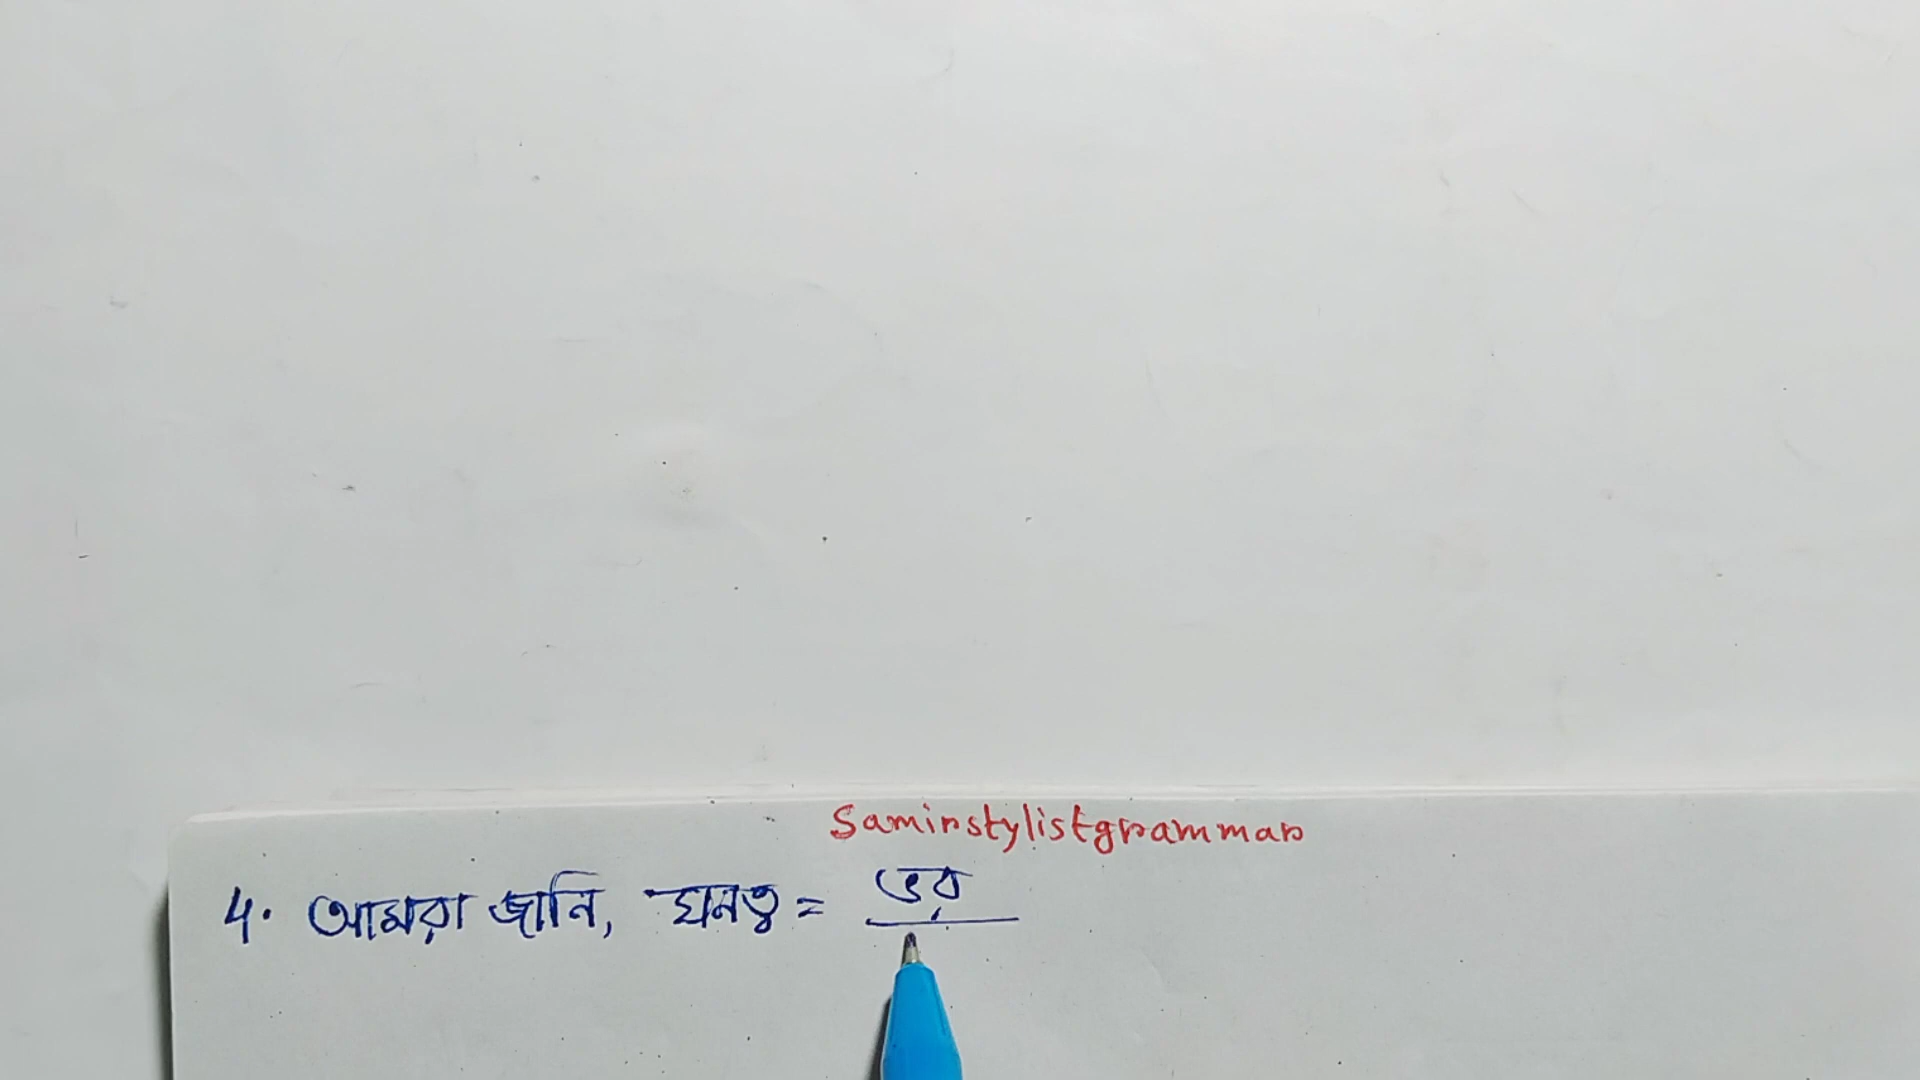 Saminstylistgrammar
4. আমরা জানি, ঘনত্ব = ভর